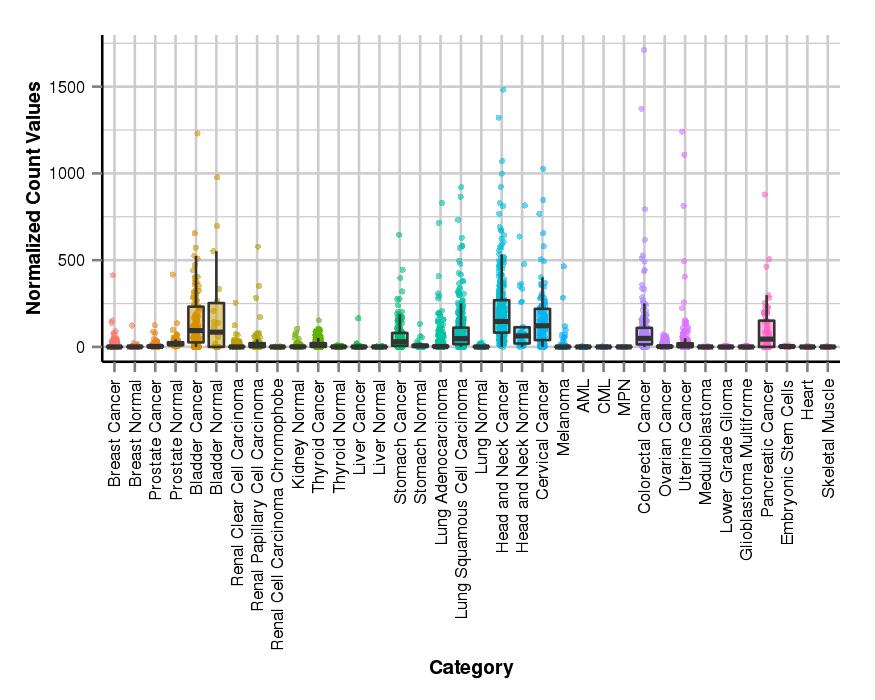 Normalized Count Values
1500
1000
500
0
Breast Cancer
Breast Normal
Prostate Cancer
Prostate Normal
Bladder Cancer
Bladder Normal
Renal Clear Cell Carcinoma
Renal Papillary Cell Carcinoma
Renal Cell Carcinoma Chromophobe
Kidney Normal
Thyroid Cancer
Thyroid Normal
Liver Cancer
Liver Normal
Stomach Cancer
Stomach Normal
Lung Adenocarcinoma
Lung Squamous Cell Carcinoma
Lung Normal
Head and Neck Cancer
Head and Neck Normal
Cervical Cancer
Melanoma
AML
CML
MPN
Colorectal Cancer
Ovarian Cancer
Uterine Cancer
Medulloblastoma
Lower Grade Glioma
Glioblastoma Multiforme
Pancreatic Cancer
Embryonic Stem Cells
Heart
Skeletal Muscle
Category